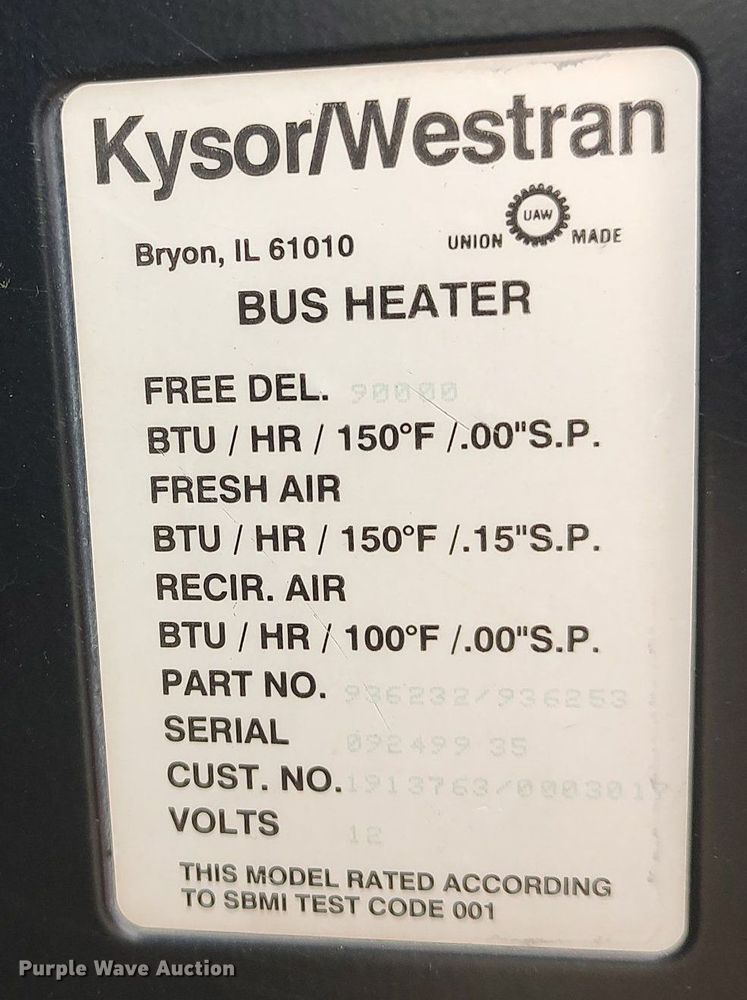 Kysor/Westran
Bryon, IL 61010
UNION UAW MADE
BUS HEATER
FREE DEL. 90000
BTU / HR / 150°F /.00"S.P.
FRESH AIR
BTU / HR / 150°F /.15"S.P.
RECIR. AIR
BTU / HR / 100°F /.00"S.P.
PART NO. 936232/936253
SERIAL 092499 35
CUST. NO. 1913763/0003017
VOLTS 12
THIS MODEL RATED ACCORDING
TO SBMI TEST CODE 001
Purple Wave Auction